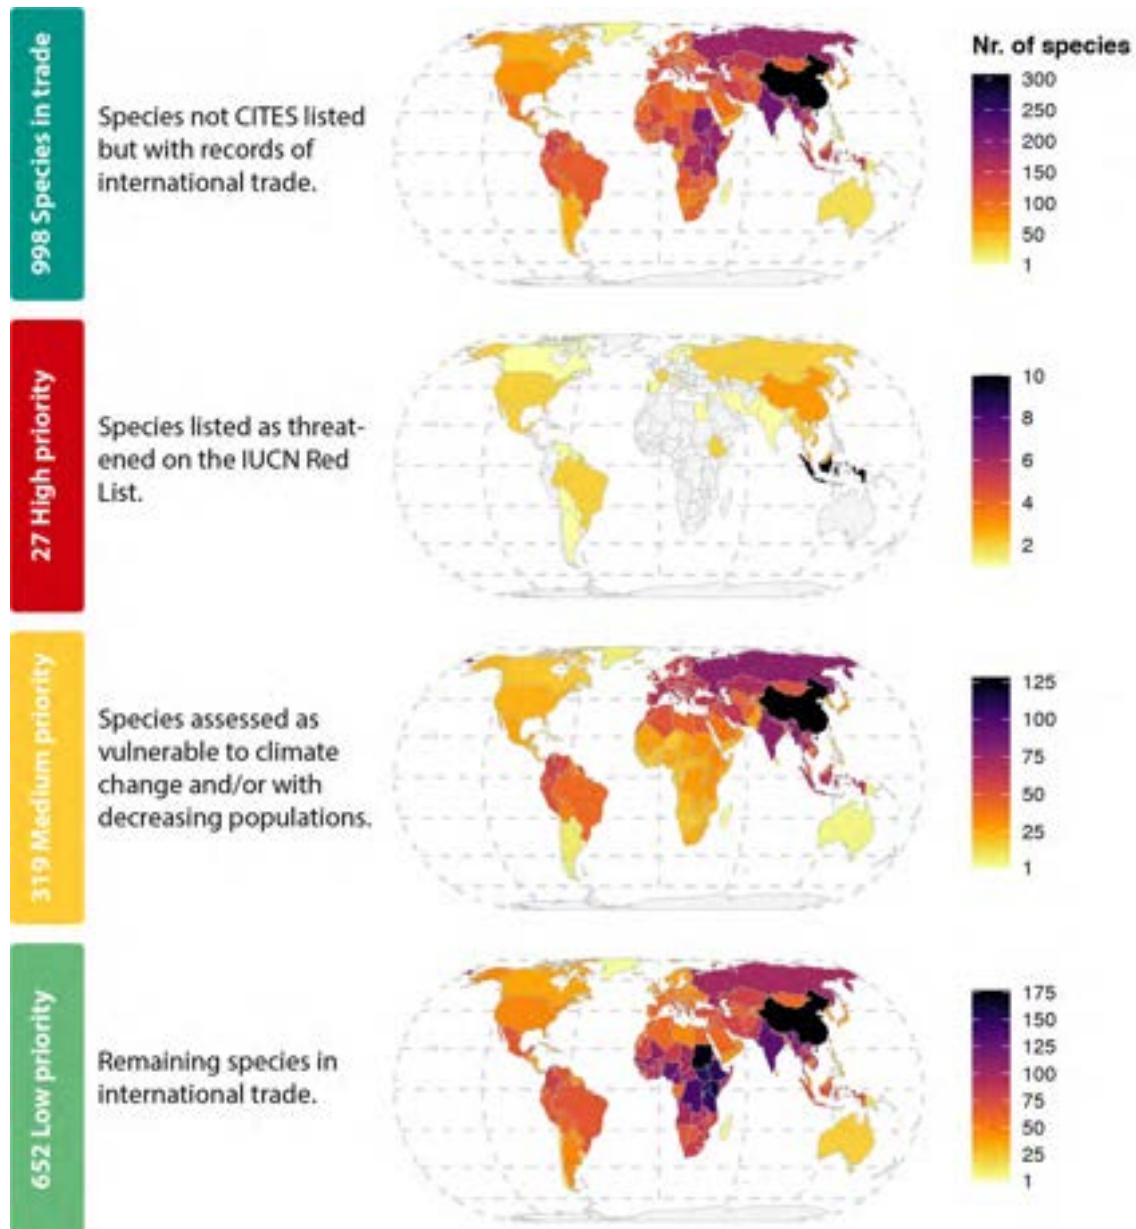 998 Species in trade
Species not CITES listed
but with records of
international trade.
Nr. of species
300
250
200
150
100
50
1
27 High priority
Species listed as threat-
ened on the IUCN Red
List.
10
8
6
4
2
319 Medium priority
Species assessed as
vulnerable to climate
change and/or with
decreasing populations.
125
100
75
50
25
1
652 Low priority
Remaining species in
international trade.
175
150
125
100
75
50
25
1